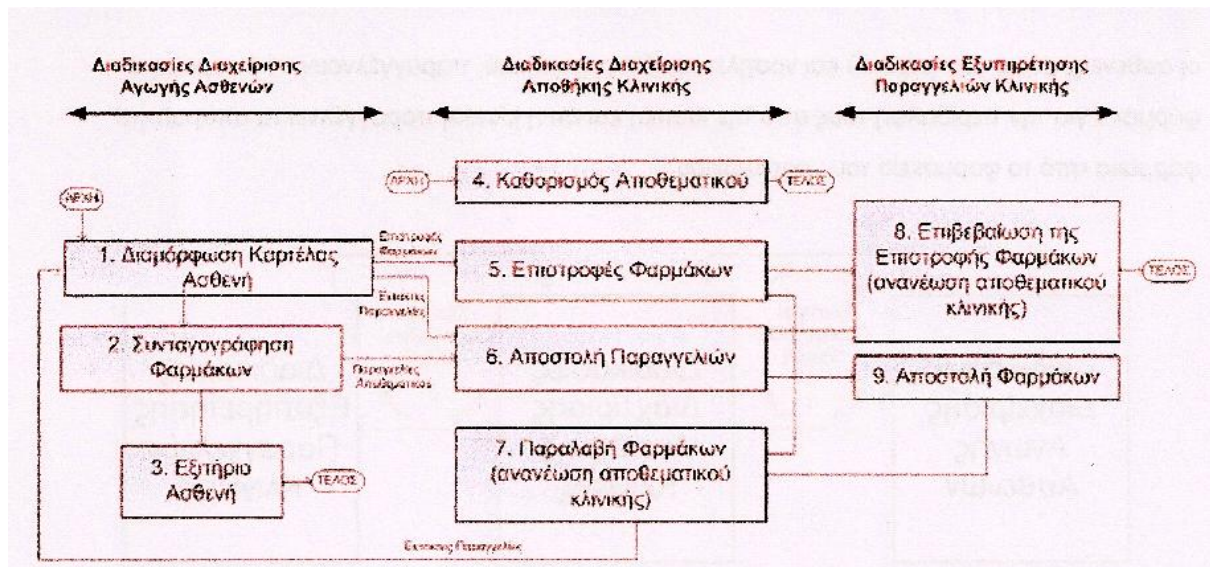 Διαδικασίες Διαχείρισης
Αγωγής Ασθενών
Διαδικασίες Διαχείρισης
Αποθήκης Κλινικής
Διαδικασίες Εξυπηρέτησης
Παραγγελιών Κλινικής
ΑΡΧΗ
4. Καθορισμός Αποθεματικού
ΤΕΛΟΣ
ΑΡΧΗ
1. Διαμόρφωση Καρτέλας
Ασθενή
Επιστροφές
Φαρμάκων
5. Επιστροφές Φαρμάκων
8. Επιβεβαίωση της
Επιστροφής Φαρμάκων
(ανανέωση αποθεματικού
κλινικής)
ΤΕΛΟΣ
Έκτακτες
Παραγγελίες
2. Συνταγογράφηση
Φαρμάκων
Παραγγελίες
Αποθεματικού
6. Αποστολή Παραγγελιών
9. Αποστολή Φαρμάκων
3. Εξιτήριο
Ασθενή
ΤΕΛΟΣ
7. Παραλαβή Φαρμάκων
(ανανέωση αποθεματικού
κλινικής)
Έκτακτες Παραγγελίες